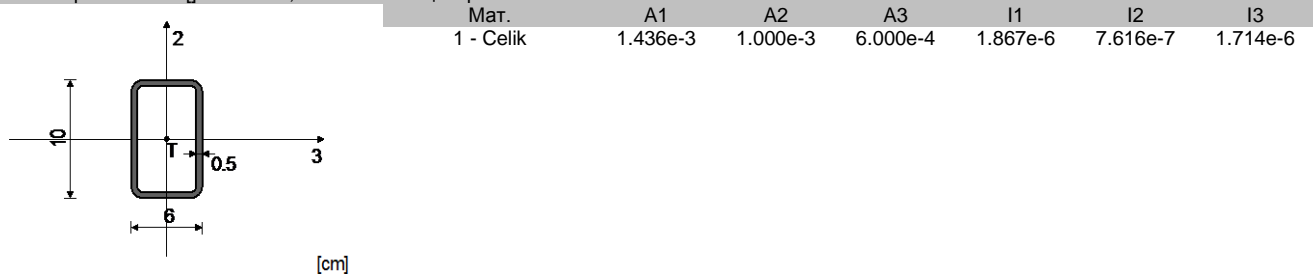 Мат. A1 A2 A3 I1 I2 I3
1 - Celik 1.436e-3 1.000e-3 6.000e-4 1.867e-6 7.616e-7 1.714e-6
2
10
T
0.5
3
6
[cm]